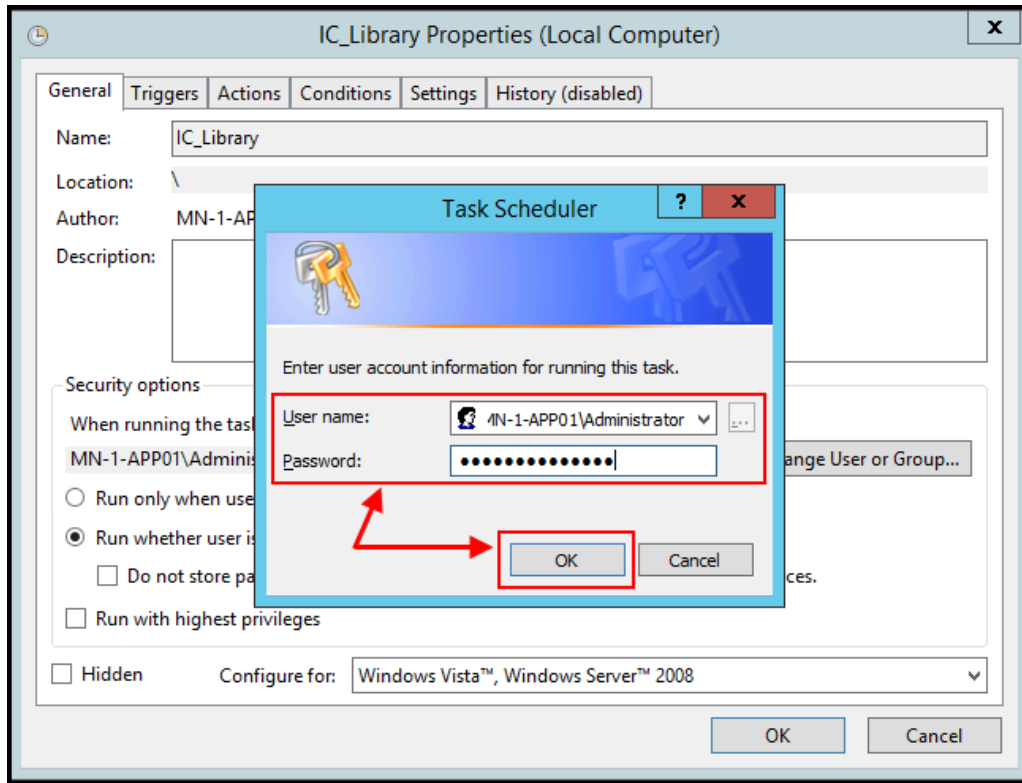 IC_Library Properties (Local Computer)
x
General Triggers Actions Conditions Settings History (disabled)
Name: IC_Library
Location: \
Author: MN-1-AP
Description:
Task Scheduler ? x
Enter user account information for running this task.
User name: MN-1-APP01\Administrator ...
Password: ••••••••••••••
OK Cancel
Security options
When running the tas
MN-1-APP01\Adminis ange User or Group...
Run only when use
Run whether user is
Do not store pa ces.
Run with highest privileges
Hidden Configure for: Windows Vista™, Windows Server™ 2008
OK Cancel